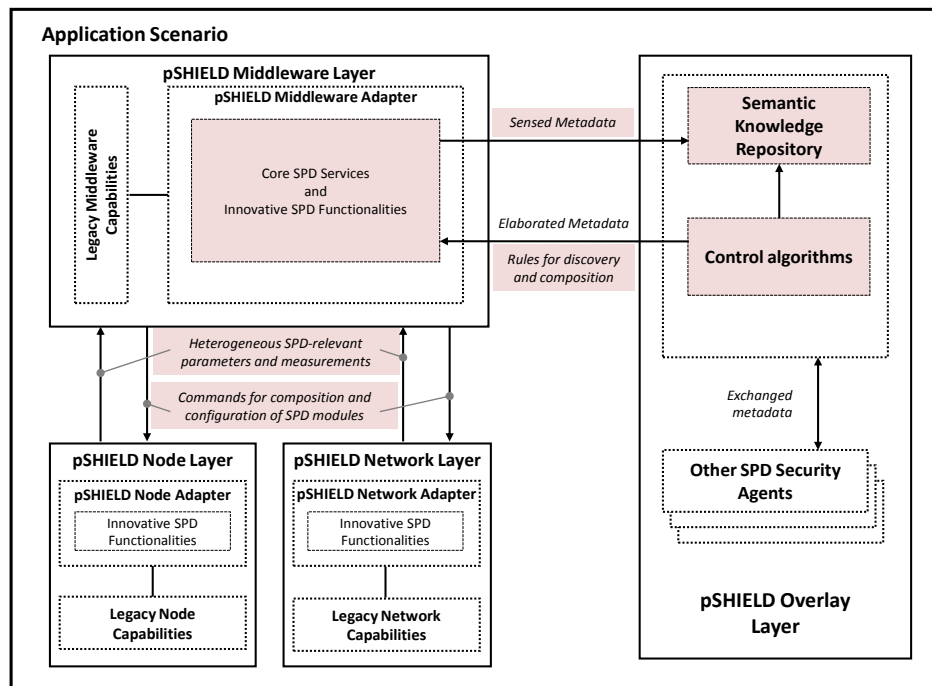 Application Scenario
pSHIELD Middleware Layer
pSHIELD Middleware Adapter
Legacy Middleware
Capabilities
Core SPD Services
and
Innovative SPD Functionalities
Sensed Metadata
Semantic
Knowledge
Repository
Elaborated Metadata
Rules for discovery
and composition
Control algorithms
Heterogeneous SPD-relevant
parameters and measurements
Commands for composition and
configuration of SPD modules
Exchanged
metadata
pSHIELD Node Layer
pSHIELD Node Adapter
Innovative SPD
Functionalities
Legacy Node
Capabilities
pSHIELD Network Layer
pSHIELD Network Adapter
Innovative SPD
Functionalities
Legacy Network
Capabilities
Other SPD Security
Agents
pSHIELD Overlay
Layer